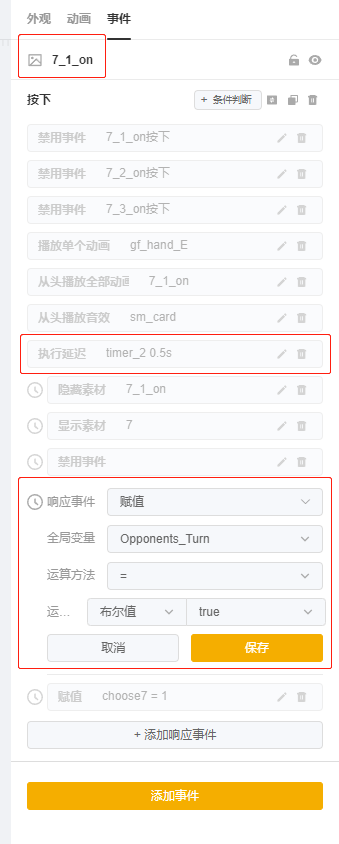 外观 动画 事件
7_1_on
按下 + 条件判断
禁用事件 7_1_on按下
禁用事件 7_2_on按下
禁用事件 7_3_on按下
播放单个动画 gf_hand_E
从头播放全部动画 7_1_on
从头播放音效 sm_card
执行延迟 timer_2 0.5s
隐藏素材 7_1_on
显示素材 7
禁用事件
响应事件 赋值
全局变量 Opponents_Turn
运算方法 =
运... 布尔值 true
取消 保存
赋值 choose7 = 1
+ 添加响应事件
添加事件